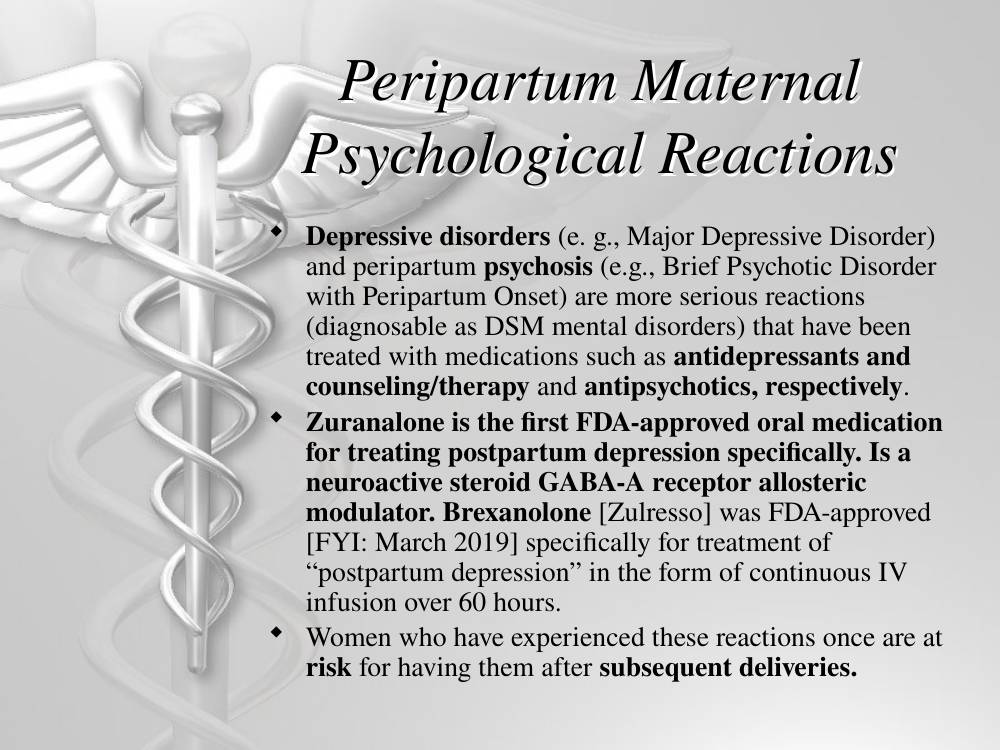 Peripartum Maternal
Psychological Reactions
◆ Depressive disorders (e. g., Major Depressive Disorder)
and peripartum psychosis (e.g., Brief Psychotic Disorder
with Peripartum Onset) are more serious reactions
(diagnosable as DSM mental disorders) that have been
treated with medications such as antidepressants and
counseling/therapy and antipsychotics, respectively.
◆ Zuranalone is the first FDA-approved oral medication
for treating postpartum depression specifically. Is a
neuroactive steroid GABA-A receptor allosteric
modulator. Brexanolone [Zulresso] was FDA-approved
[FYI: March 2019] specifically for treatment of
“postpartum depression” in the form of continuous IV
infusion over 60 hours.
◆ Women who have experienced these reactions once are at
risk for having them after subsequent deliveries.